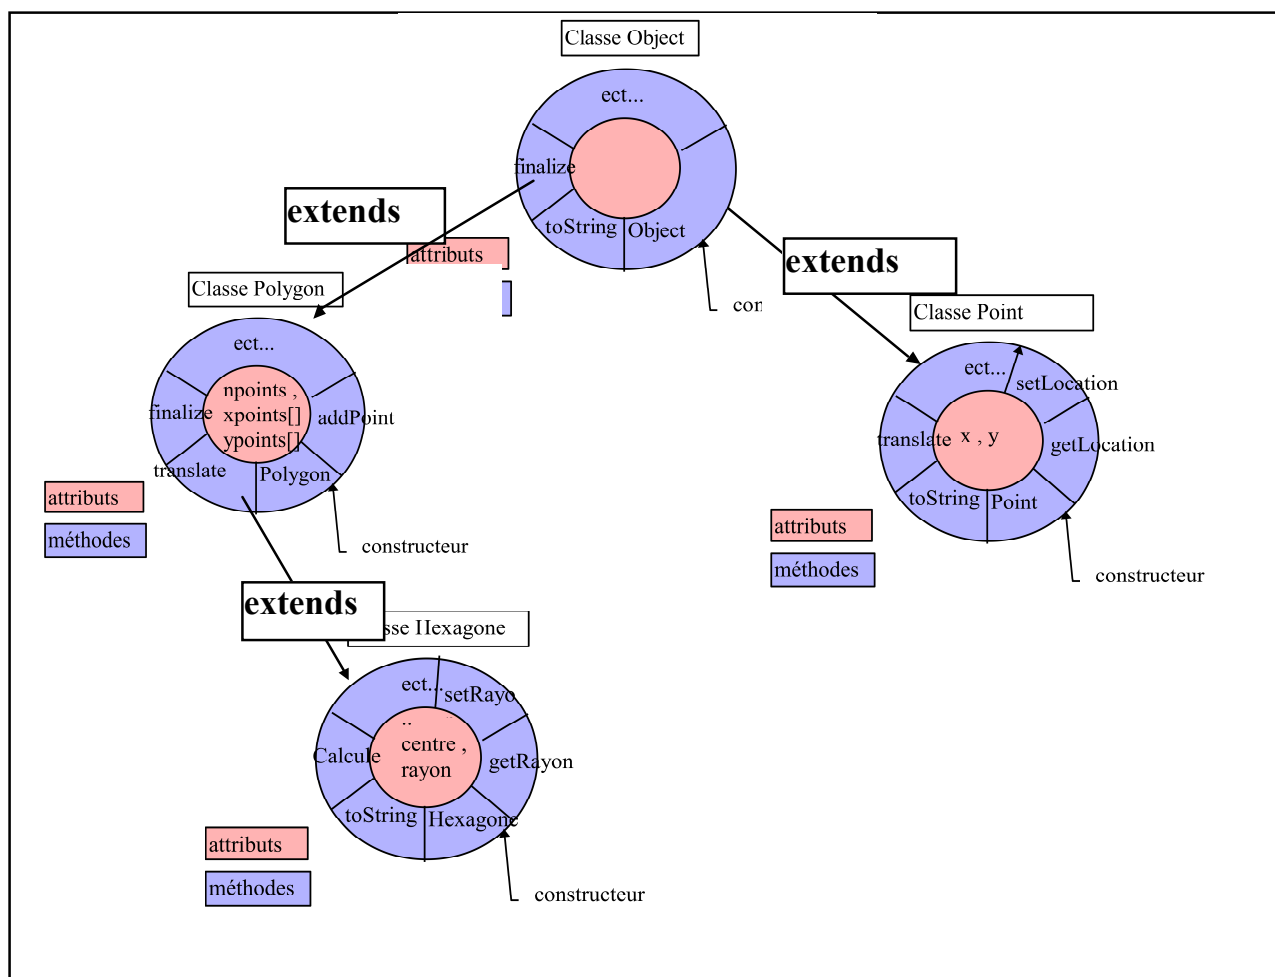 Classe Object
ect...
finalize
toString
Object
extends
attributs
extends
Classe Polygon
Classe Point
ect...
npoints ,
xpoints[]
ypoints[]
finalize
addPoint
translate
Polygon
attributs
méthodes
constructeur
ect...
setLocation
translate
x , y
getLocation
toString
Point
attributs
méthodes
constructeur
extends
Hexagone
ect...
setRayo
centre ,
rayon
Calcule
getRayon
toString
Hexagone
attributs
méthodes
constructeur